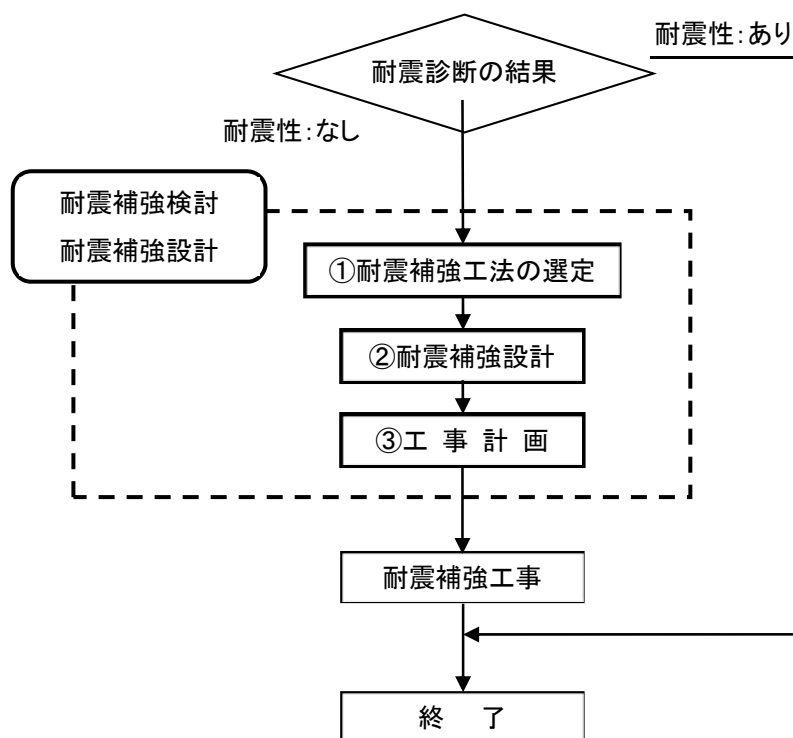 耐震性:あり
耐震診断の結果
耐震性:なし
耐震補強検討
耐震補強設計
①耐震補強工法の選定
②耐震補強設計
③工 事 計 画
耐震補強工事
終 了